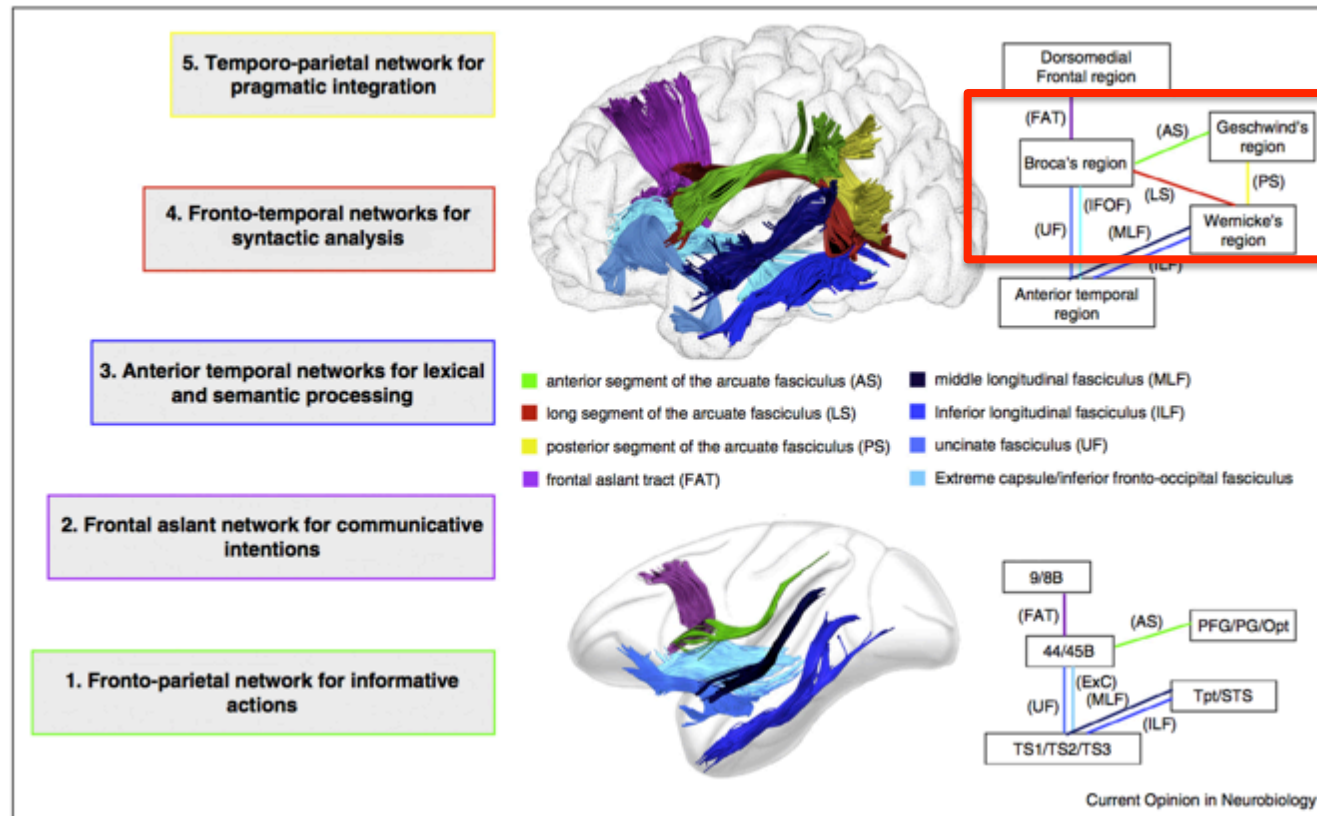 5. Temporo-parietal network for
pragmatic integration
4. Fronto-temporal networks for
syntactic analysis
3. Anterior temporal networks for lexical
and semantic processing
2. Frontal aslant network for communicative
intentions
1. Fronto-parietal network for informative
actions
Dorsomedial
Frontal region
(FAT)
(AS)
Geschwind's
region
Broca's region
(LS)
(PS)
(IFOF)
(UF)
(MLF)
Wernicke's
region
(ILF)
Anterior temporal
region
anterior segment of the arcuate fasciculus (AS)
long segment of the arcuate fasciculus (LS)
posterior segment of the arcuate fasciculus (PS)
frontal aslant tract (FAT)
middle longitudinal fasciculus (MLF)
Inferior longitudinal fasciculus (ILF)
uncinate fasciculus (UF)
Extreme capsule/inferior fronto-occipital fasciculus
9/8B
(FAT)
(AS)
PFG/PG/Opt
44/45B
(ExC)
(MLF)
(UF)
Tpt/STS
(ILF)
TS1/TS2/TS3
Current Opinion in Neurobiology